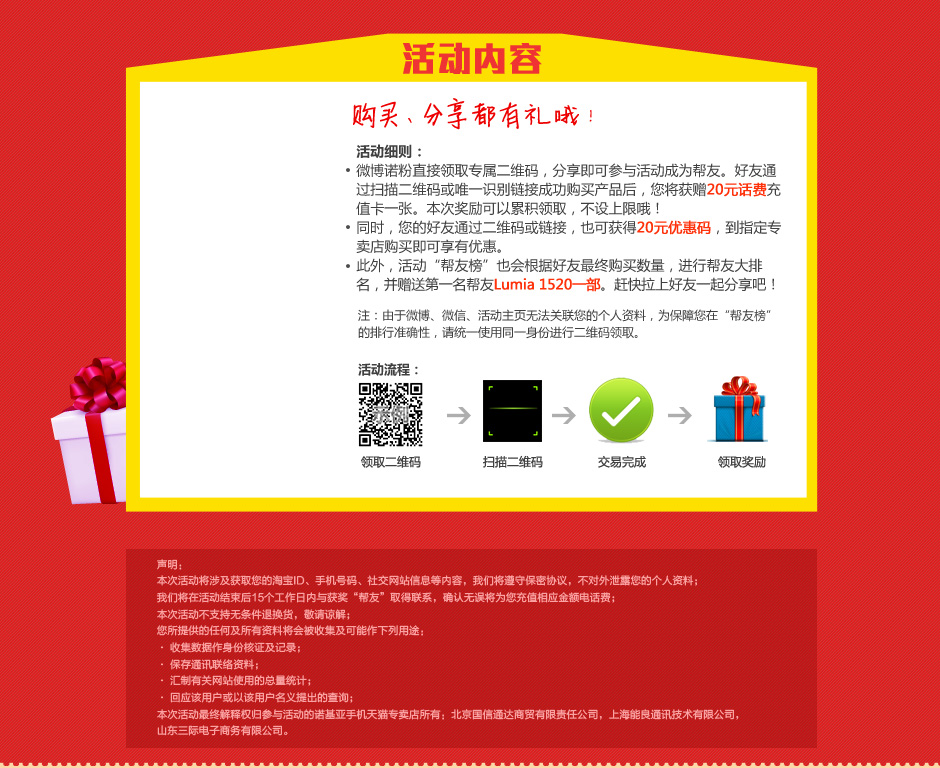 活动内容
购买、分享都有礼哦！
活动细则：
• 微博诺粉直接领取专属二维码，分享即可参与活动成为帮友。好友通
过扫描二维码或唯一识别链接成功购买产品后，您将获赠20元话费充
值卡一张。本次奖励可以累积领取，不设上限哦！
• 同时，您的好友通过二维码或链接，也可获得20元优惠码，到指定专
卖店购买即可享有优惠。
• 此外，活动“帮友榜”也会根据好友最终购买数量，进行帮友大排
名，并赠送第一名帮友Lumia 1520一部。赶快拉上好友一起分享吧！
注：由于微博、微信、活动主页无法关联您的个人资料，为保障您在“帮友榜”
的排行准确性，请统一使用同一身份进行二维码领取。
活动流程：
示例
领取二维码 扫描二维码 交易完成 领取奖励
声明：
本次活动将涉及获取您的淘宝ID、手机号码、社交网站信息等内容，我们将遵守保密协议，不对外泄露您的个人资料；
我们将在活动结束后15个工作日内与获奖“帮友”取得联系，确认无误将为您充值相应金额电话费；
本次活动不支持无条件退换货，敬请谅解；
您所提供的任何及所有资料将会被收集及可能作下列用途；
· 收集数据作身份核证及记录；
· 保存通讯联络资料；
· 汇制有关网站使用的总量统计；
· 回应该用户或以该用户名义提出的查询；
本次活动最终解释权归参与活动的诺基亚手机天猫专卖店所有；北京国信通达商贸有限责任公司，上海能良通讯技术有限公司，
山东三际电子商务有限公司。